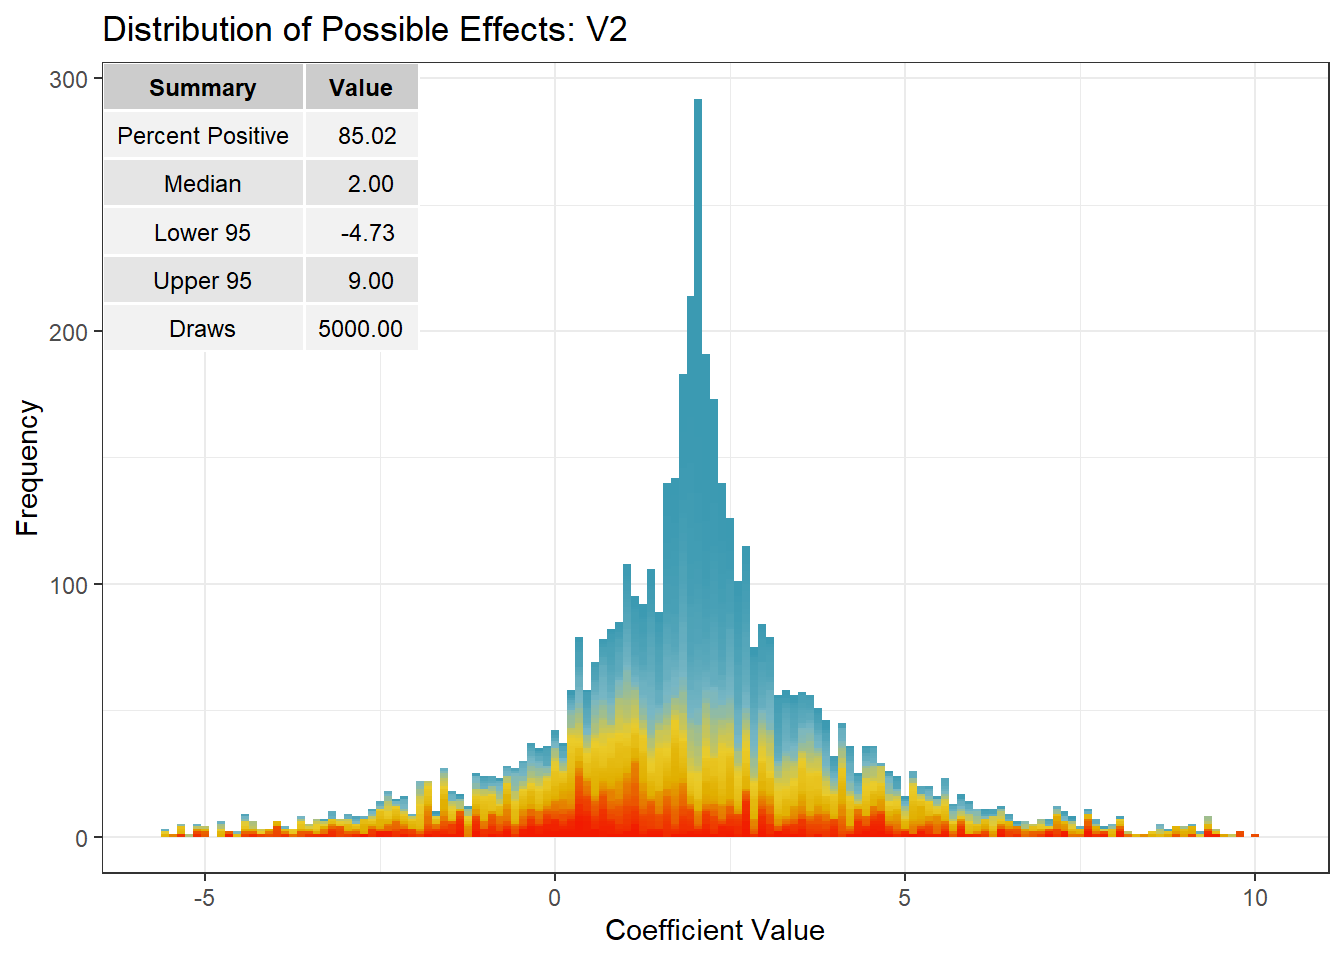 Distribution of Possible Effects: V2
Summary Value
Percent Positive 85.02
Median 2.00
Lower 95 -4.73
Upper 95 9.00
Draws 5000.00
300
200
100
0
Frequency
-5 0 5 10
Coefficient Value